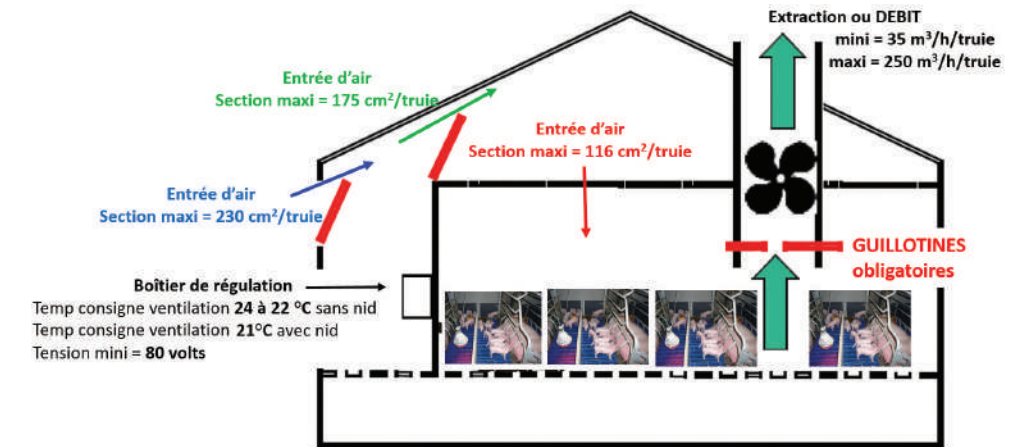 Extraction ou DEBIT
mini = 35 m³/h/truie
maxi = 250 m³/h/truie
Entrée d'air
Section maxi = 175 cm²/truie
Entrée d'air
Section maxi = 116 cm²/truie
Entrée d'air
Section maxi = 230 cm²/truie
GUILLOTINES
obligatoires
Boîtier de régulation
Temp consigne ventilation 24 à 22 °C sans nid
Temp consigne ventilation 21°C avec nid
Tension mini = 80 volts